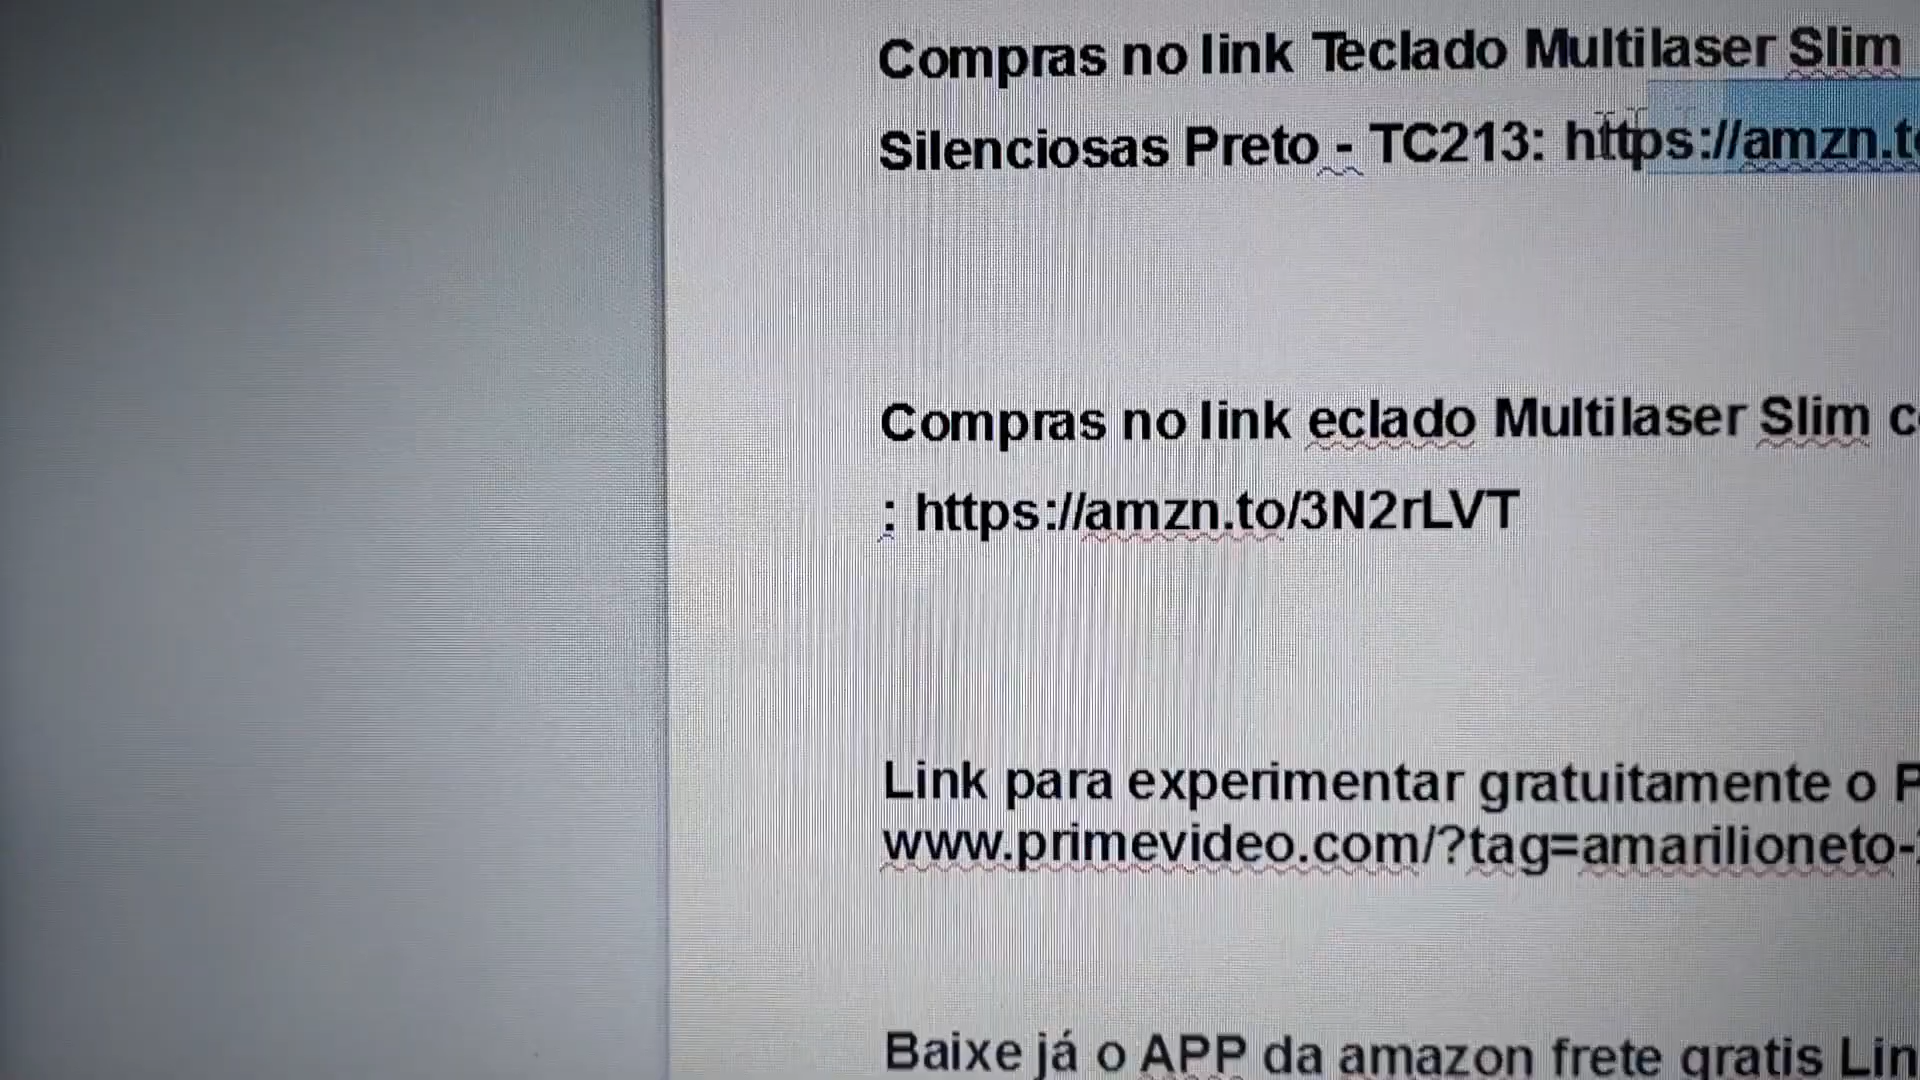 Compras no link Teclado Multilaser Slim
Silenciosas Preto - TC213: https://amzn.t
Compras no link eclado Multilaser Slim c
: https://amzn.to/3N2rLVT
Link para experimentar gratuitamente o P
www.primevideo.com/?tag=amarilioneto-
Baixe já o APP da amazon frete gratis Lin